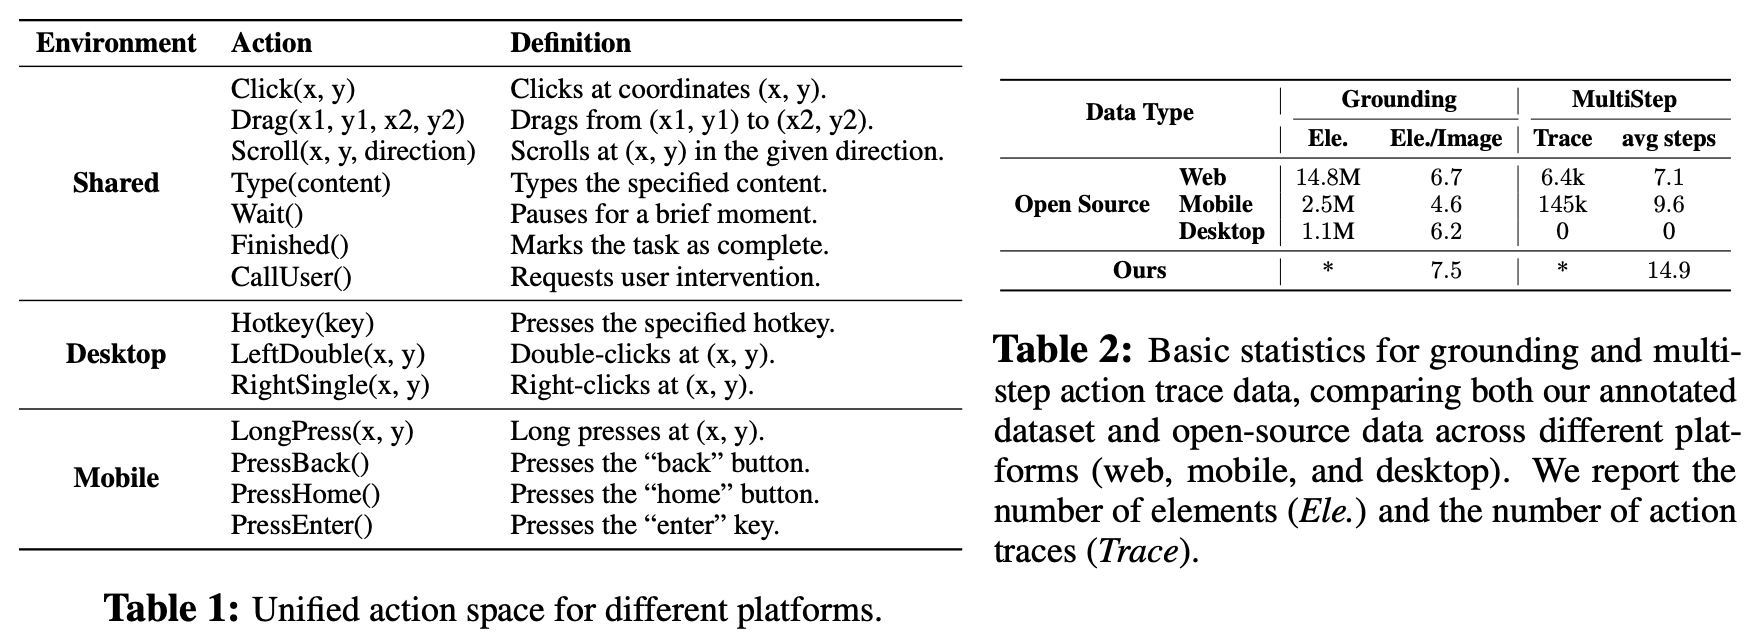 Environment Action Definition
Shared
Click(x, y) Clicks at coordinates (x, y).
Drag(x1, y1, x2, y2) Drags from (x1, y1) to (x2, y2).
Scroll(x, y, direction) Scrolls at (x, y) in the given direction.
Type(content) Types the specified content.
Wait() Pauses for a brief moment.
Finished() Marks the task as complete.
CallUser() Requests user intervention.
Desktop
Hotkey(key) Presses the specified hotkey.
LeftDouble(x, y) Double-clicks at (x, y).
RightSingle(x, y) Right-clicks at (x, y).
Mobile
LongPress(x, y) Long presses at (x, y).
PressBack() Presses the “back” button.
PressHome() Presses the “home” button.
PressEnter() Presses the “enter” key.
Table 1: Unified action space for different platforms.
Data Type Grounding MultiStep
Ele. Ele./Image Trace avg steps
Open Source
Web 14.8M 6.7 6.4k 7.1
Mobile 2.5M 4.6 145k 9.6
Desktop 1.1M 6.2 0 0
Ours * 7.5 * 14.9
Table 2: Basic statistics for grounding and multi-
step action trace data, comparing both our annotated
dataset and open-source data across different plat-
forms (web, mobile, and desktop). We report the
number of elements (Ele.) and the number of action
traces (Trace).